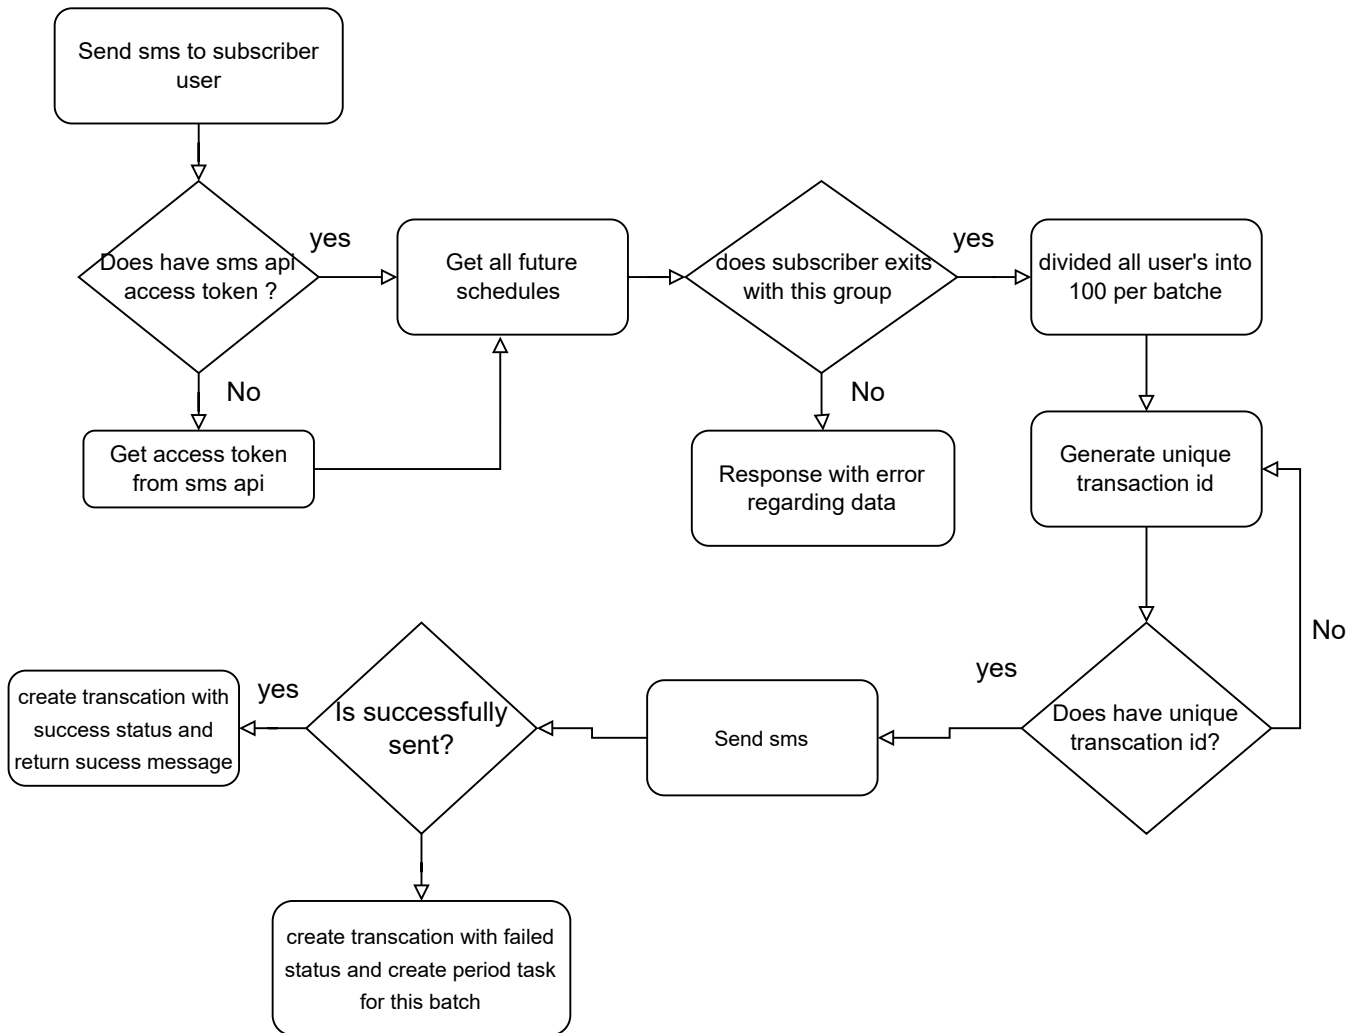 Send sms to subscriber
user
Does have sms api
access token ?
yes
Get all future
schedules
does subscriber exits
with this group
yes
divided all user's into
100 per batche
No
Get access token
from sms api
No
Response with error
regarding data
Generate unique
transaction id
No
yes
Does have unique
transcation id?
Send sms
Is successfully
sent?
yes
create transcation with
success status and
return sucess message
create transcation with failed
status and create period task
for this batch